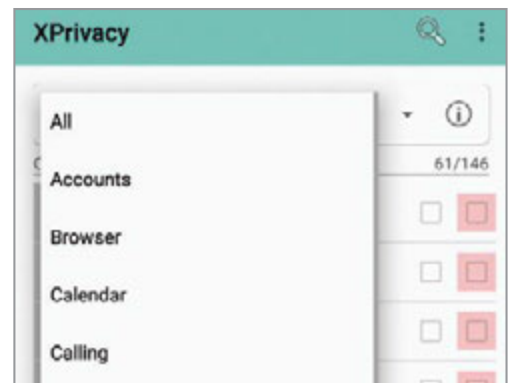 XPrivacy
All
61/146
Accounts
Browser
Calendar
Calling